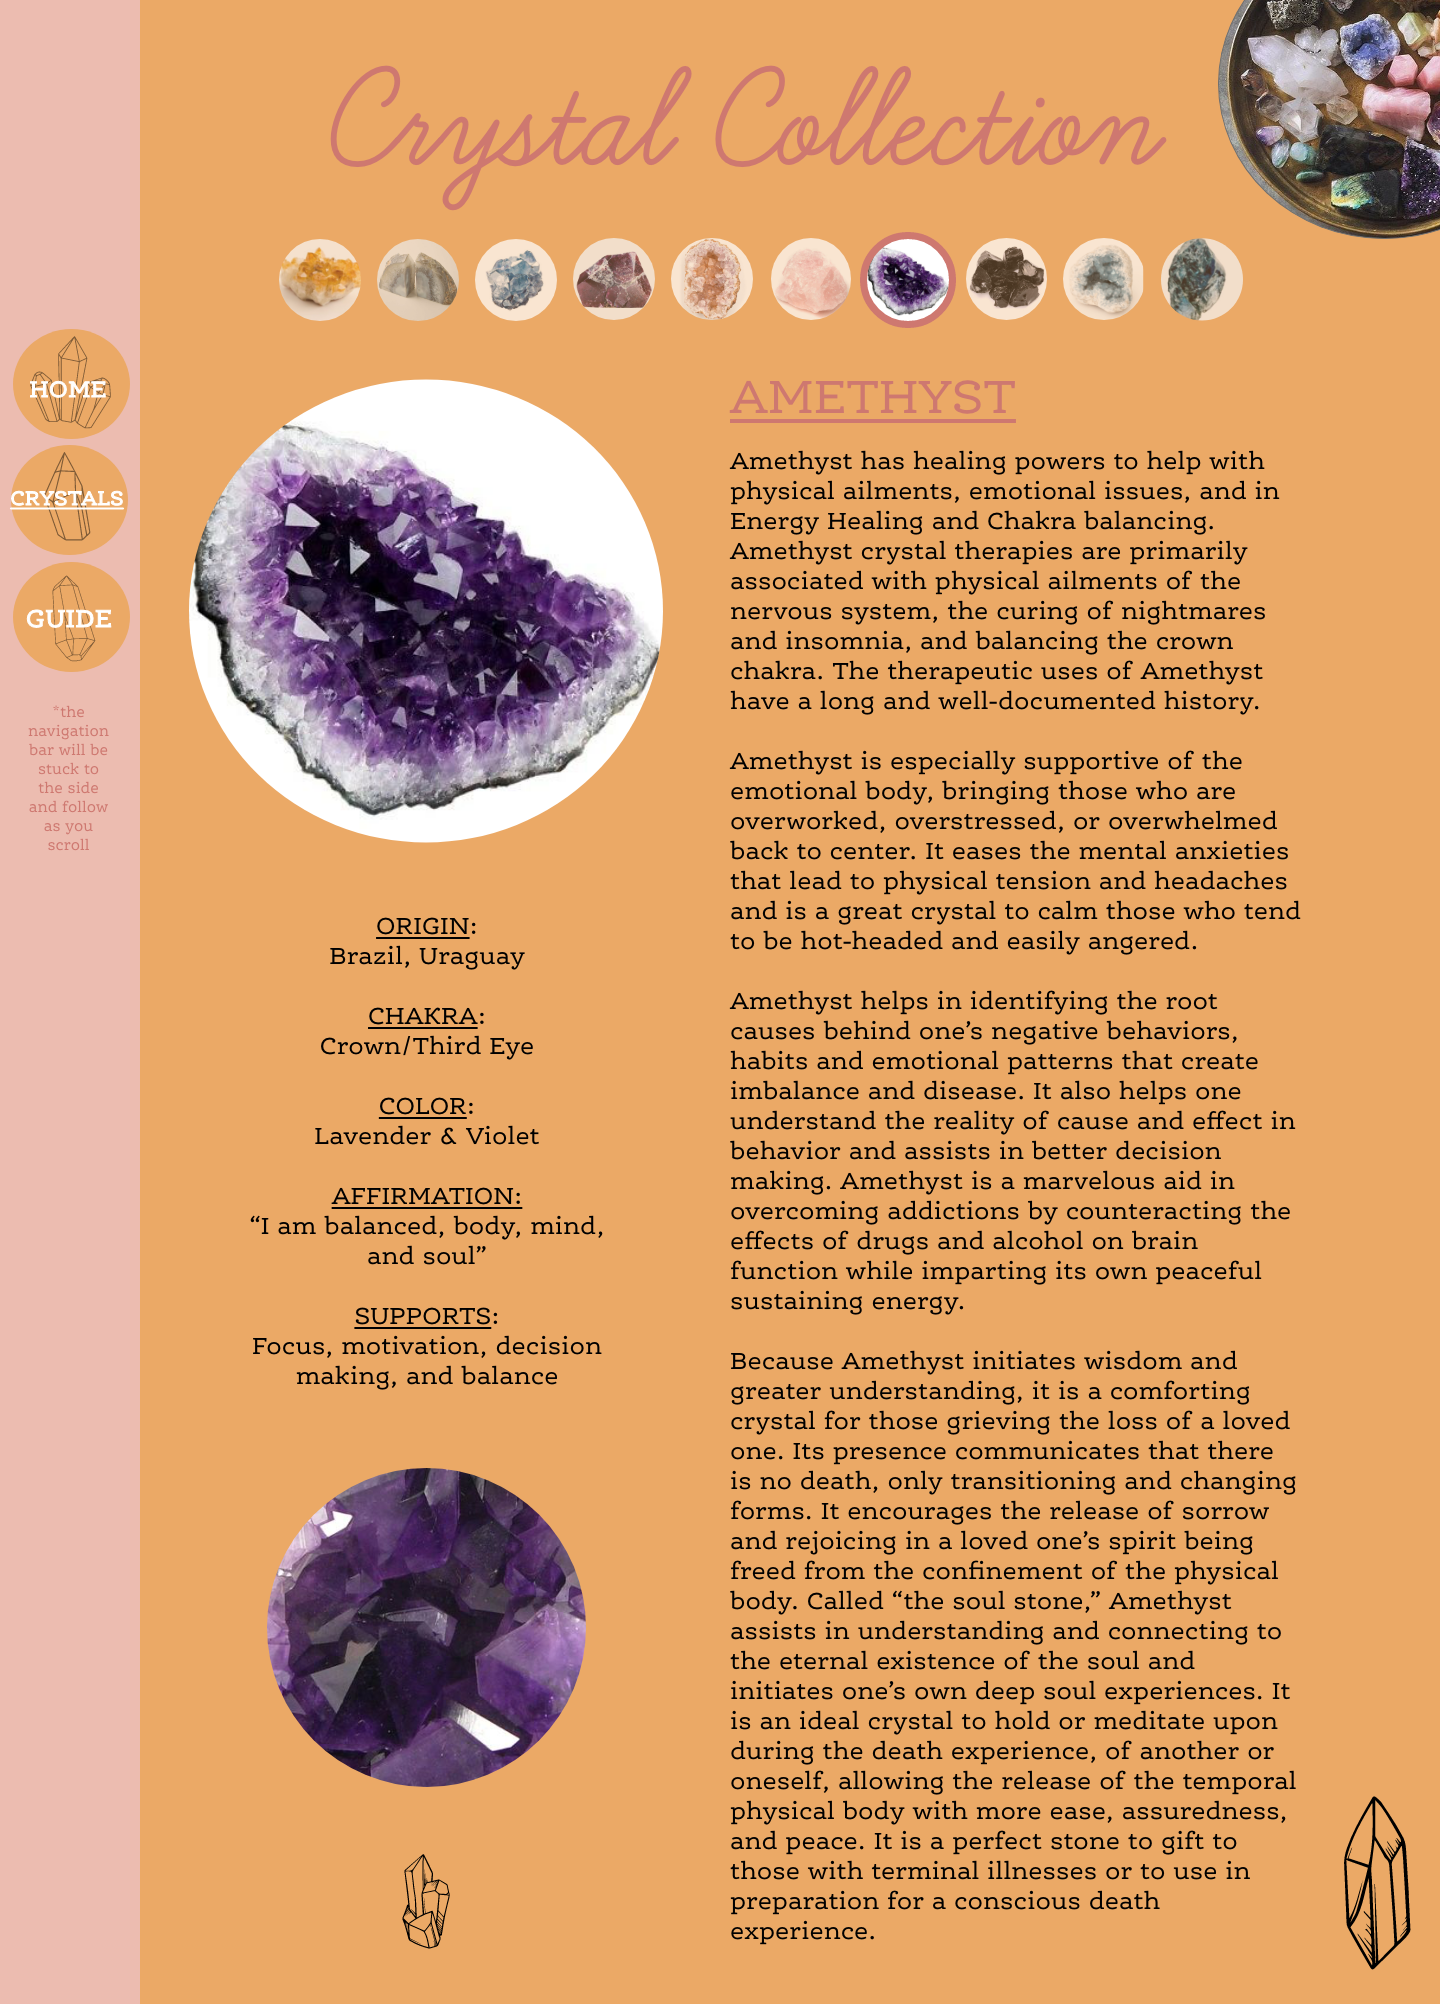 Crystal Collection
HOME
CRYSTALS
GUIDE
*the
navigation
bar will be
stuck to
the side
and follow
as you
scroll
ORIGIN:
Brazil, Uraguay
CHAKRA:
Crown/Third Eye
COLOR:
Lavender & Violet
AFFIRMATION:
“I am balanced, body, mind,
and soul”
SUPPORTS:
Focus, motivation, decision
making, and balance
AMETHYST
Amethyst has healing powers to help with
physical ailments, emotional issues, and in
Energy Healing and Chakra balancing.
Amethyst crystal therapies are primarily
associated with physical ailments of the
nervous system, the curing of nightmares
and insomnia, and balancing the crown
chakra. The therapeutic uses of Amethyst
have a long and well-documented history.
Amethyst is especially supportive of the
emotional body, bringing those who are
overworked, overstressed, or overwhelmed
back to center. It eases the mental anxieties
that lead to physical tension and headaches
and is a great crystal to calm those who tend
to be hot-headed and easily angered.
Amethyst helps in identifying the root
causes behind one’s negative behaviors,
habits and emotional patterns that create
imbalance and disease. It also helps one
understand the reality of cause and effect in
behavior and assists in better decision
making. Amethyst is a marvelous aid in
overcoming addictions by counteracting the
effects of drugs and alcohol on brain
function while imparting its own peaceful
sustaining energy.
Because Amethyst initiates wisdom and
greater understanding, it is a comforting
crystal for those grieving the loss of a loved
one. Its presence communicates that there
is no death, only transitioning and changing
forms. It encourages the release of sorrow
and rejoicing in a loved one’s spirit being
freed from the confinement of the physical
body. Called “the soul stone,” Amethyst
assists in understanding and connecting to
the eternal existence of the soul and
initiates one’s own deep soul experiences. It
is an ideal crystal to hold or meditate upon
during the death experience, of another or
oneself, allowing the release of the temporal
physical body with more ease, assuredness,
and peace. It is a perfect stone to gift to
those with terminal illnesses or to use in
preparation for a conscious death
experience.